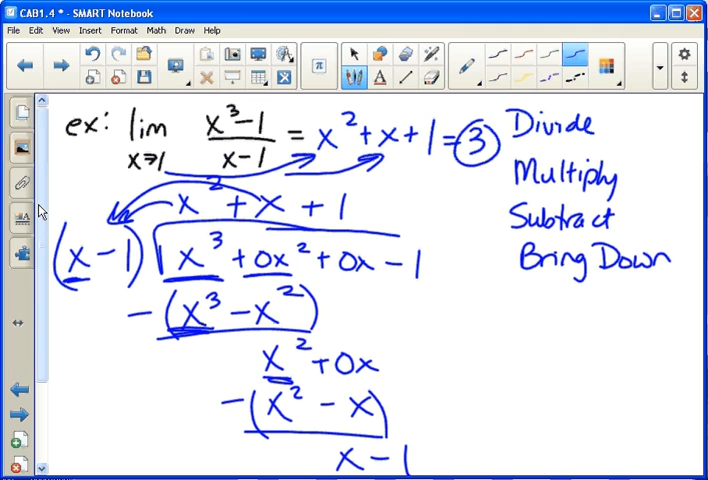 CAB1.4 * - SMART Notebook
File Edit View Insert Format Tools Draw Help
ex: lim x³-1 / x-1 = x² + x + 1 = 3
x→1
Divide
Multiply
Subtract
Bring Down
x² + x + 1
(x - 1) x³ + 0x² + 0x - 1
- (x³ - x²)
x² + 0x
- (x² - x)
x - 1